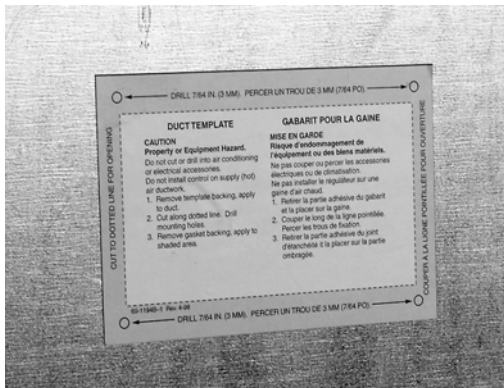 DRILL 7/64 IN. (3 MM). PERCER UN TROU DE 3 MM (7/64 PO)
CUT TO DOTTED LINE FOR OPENING
DUCT TEMPLATE
CAUTION
Property or Equipment Hazard.
Do not cut or drill into air conditioning
or electrical accessories.
Do not install control on supply (hot)
air ductwork.
1. Remove template backing, apply
to duct.
2. Cut along dotted line. Drill
mounting holes.
3. Remove gasket backing, apply to
shaded area.
GABARIT POUR LA GAINE
MISE EN GARDE
Risque d'endommagement de
l'équipement ou des biens matériels.
Ne pas couper ou percer les accessoires
électriques ou de climatisation.
Ne pas installer le régulateur sur une
gaine d'air chaud.
1. Retirer la partie adhésive du gabarit
et la placer sur la gaine.
2. Couper le long de la ligne pointillée.
Percer les trous de fixation.
3. Retirer la partie adhésive du joint
d'étanchéité it la placer sur la partie
ombragée.
COUPER À LA LIGNE POINTILLÉE POUR OUVERTURE
Rev. 4-98
DRILL 7/64 IN. (3 MM). PERCER UN TROU DE 3 MM (7/64 PO)